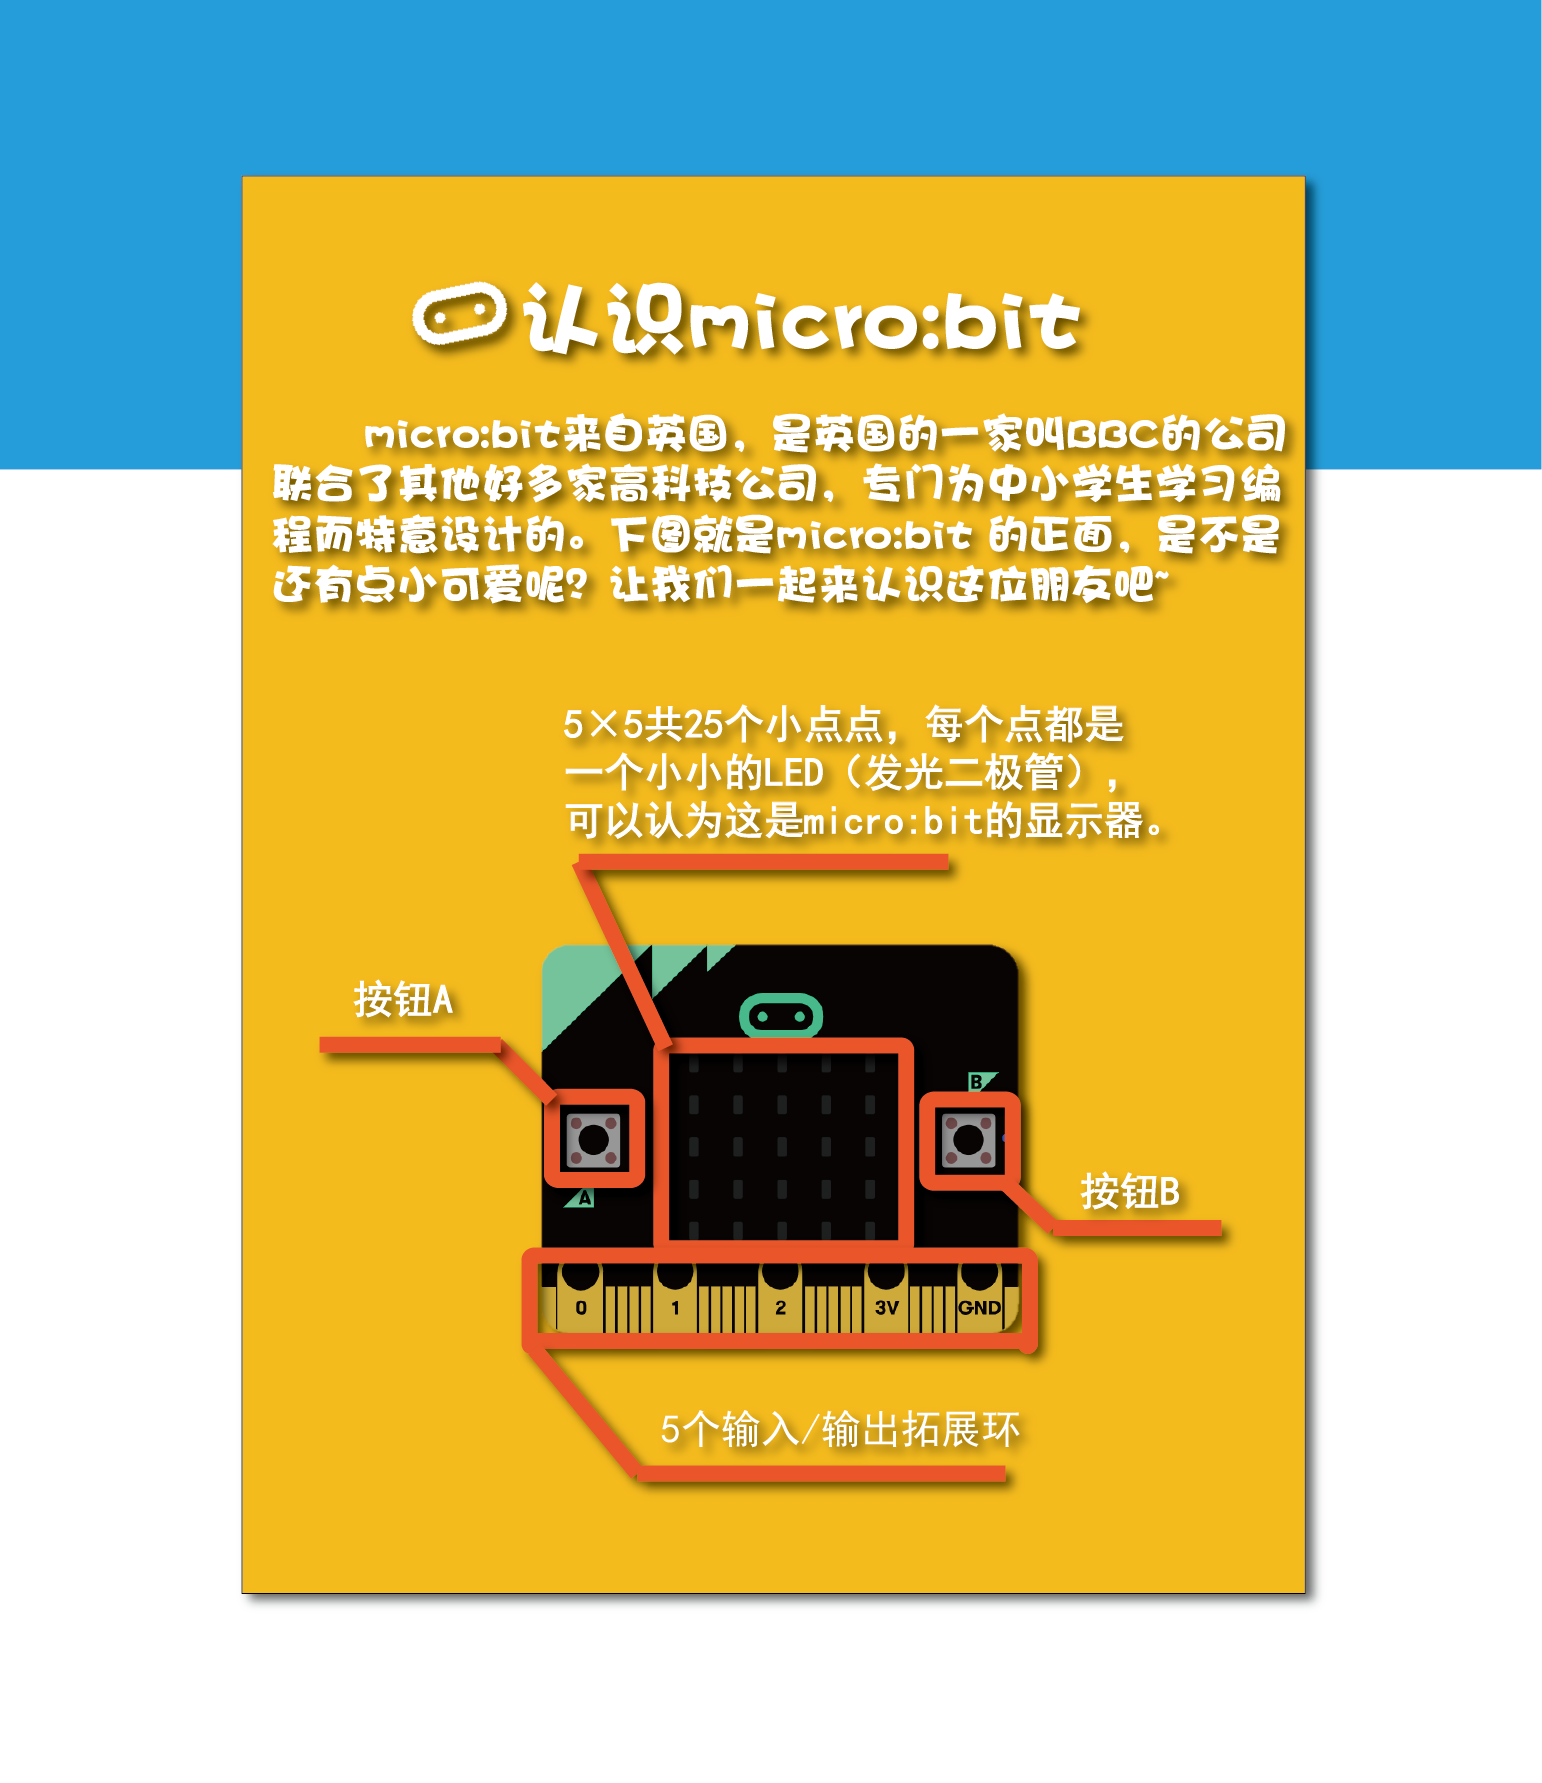 认识micro:bit
micro:bit来自英国，是英国的一家叫BBC的公司
联合了其他好多家高科技公司，专门为中小学生学习编
程而特意设计的。下图就是micro:bit 的正面，是不是
还有点小可爱呢？让我们一起来认识这位朋友吧~
5×5共25个小点点，每个点都是
一个小小的LED（发光二极管），
可以认为这是micro:bit的显示器。
按钮A
B
A
按钮B
0 1 2 3V GND
5个输入/输出拓展环